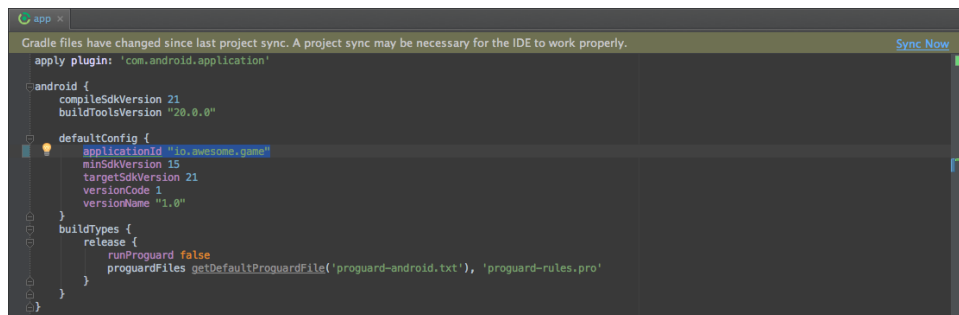 app ×
Gradle files have changed since last project sync. A project sync may be necessary for the IDE to work properly. Sync Now
apply plugin: 'com.android.application'
android {
compileSdkVersion 21
buildToolsVersion "20.0.0"
defaultConfig {
applicationId "io.awesome.game"
minSdkVersion 15
targetSdkVersion 21
versionCode 1
versionName "1.0"
}
buildTypes {
release {
runProguard false
proguardFiles getDefaultProguardFile('proguard-android.txt'), 'proguard-rules.pro'
}
}
}